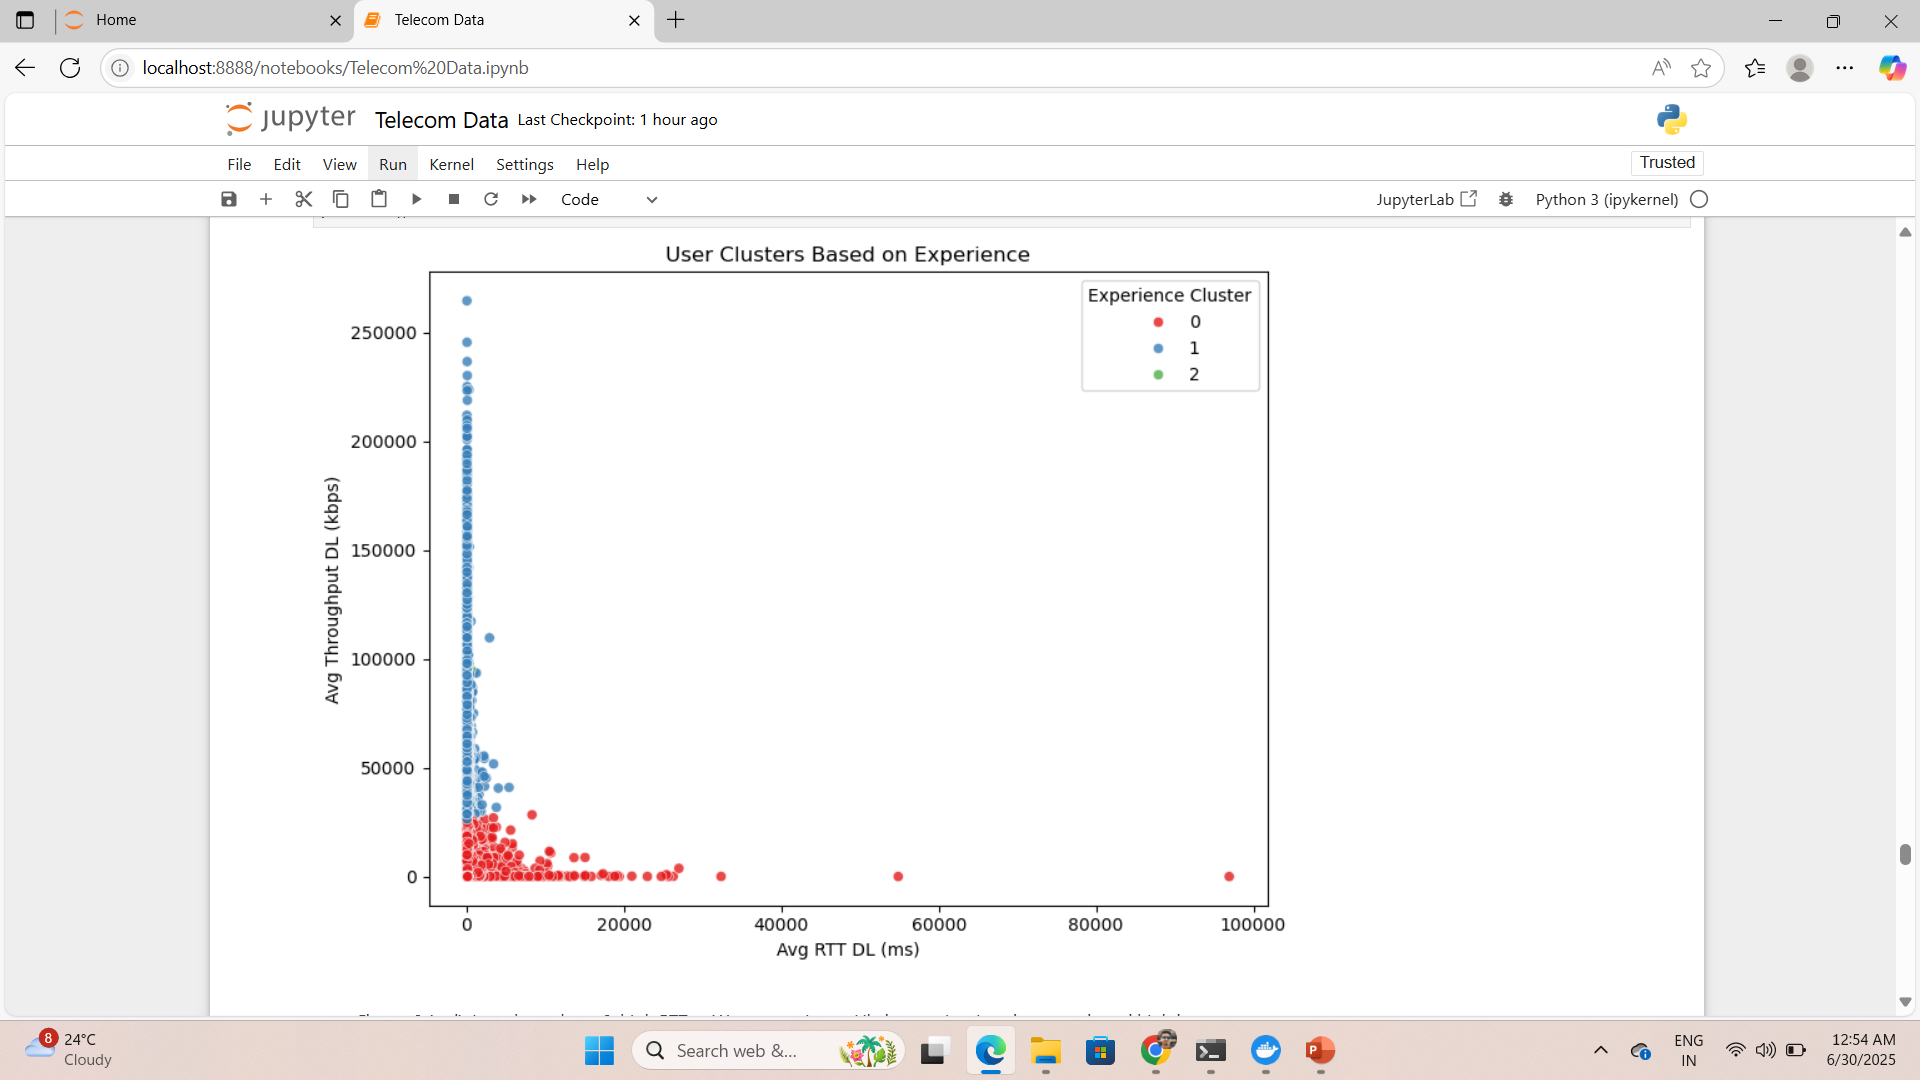 Home
Telecom Data
localhost:8888/notebooks/Telecom%20Data.ipynb
jupyter Telecom Data Last Checkpoint: 1 hour ago
File Edit View Run Kernel Settings Help
Trusted
Code
JupyterLab Python 3 (ipykernel)
User Clusters Based on Experience
Experience Cluster
0
1
2
250000
200000
150000
100000
50000
0
Avg Throughput DL (kbps)
0 20000 40000 60000 80000 100000
Avg RTT DL (ms)
8
24°C
Cloudy
Search web &...
ENG
IN
12:54 AM
6/30/2025